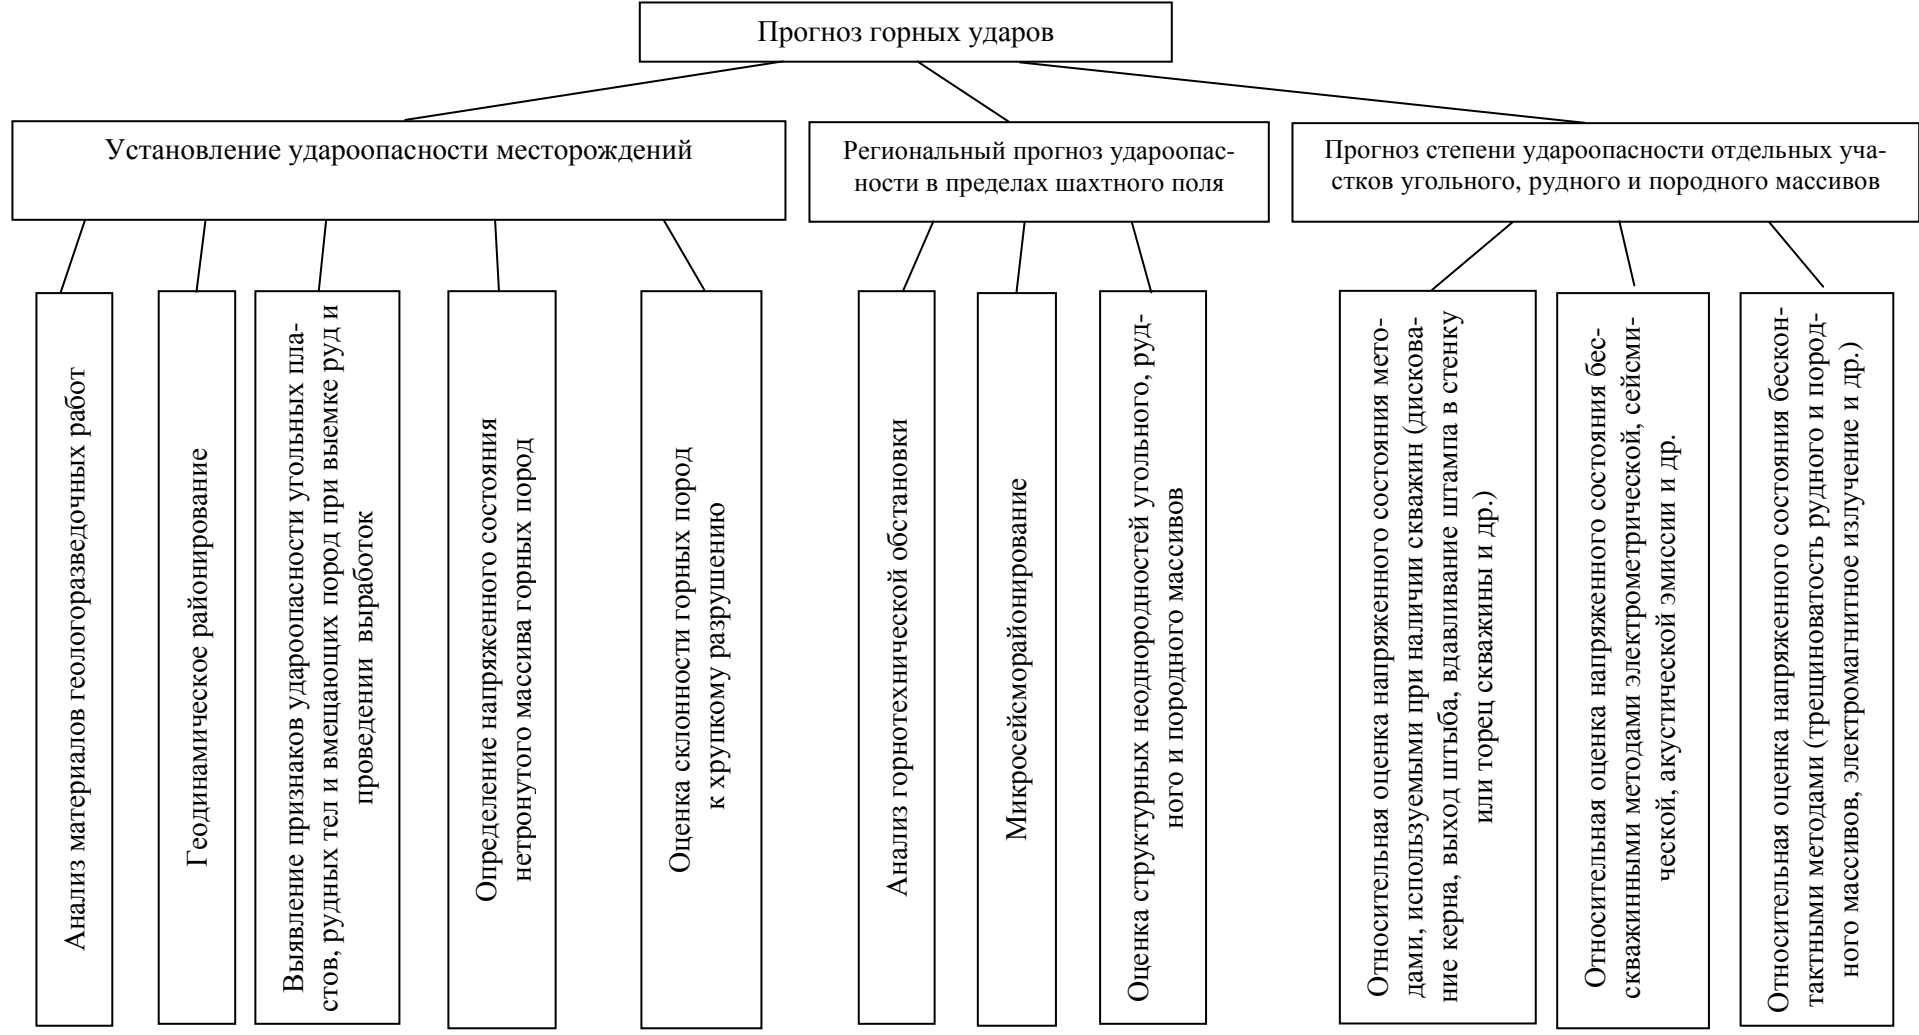 Прогноз горных ударов
Установление удароопасности месторождений
Региональный прогноз удароопас-
ности в пределах шахтного поля
Прогноз степени удароопасности отдельных уча-
стков угольного, рудного и породного массивов
Анализ материалов геологоразведочных работ
Геодинамическое районирование
Выявление признаков удароопасности угольных пла-
стов, рудных тел и вмещающих пород при выемке руд и
проведении выработок
Определение напряженного состояния
нетронутого массива горных пород
Оценка склонности горных пород
к хрупкому разрушению
Анализ горнотехнической обстановки
Микросейсморайонирование
Оценка структурных неоднородностей угольного, руд-
ного и породного массивов
Относительная оценка напряженного состояния мето-
дами, используемыми при наличии скважин (дискова-
ние керна, выход штыба, вдавливание штампа в стенку
или торец скважины и др.)
Относительная оценка напряженного состояния бес-
скважинными методами электрометрической, сейсми-
ческой, акустической эмиссии и др.
Относительная оценка напряженного состояния бескон-
тактными методами (трещиноватость рудного и пород-
ного массивов, электромагнитное излучение и др.)